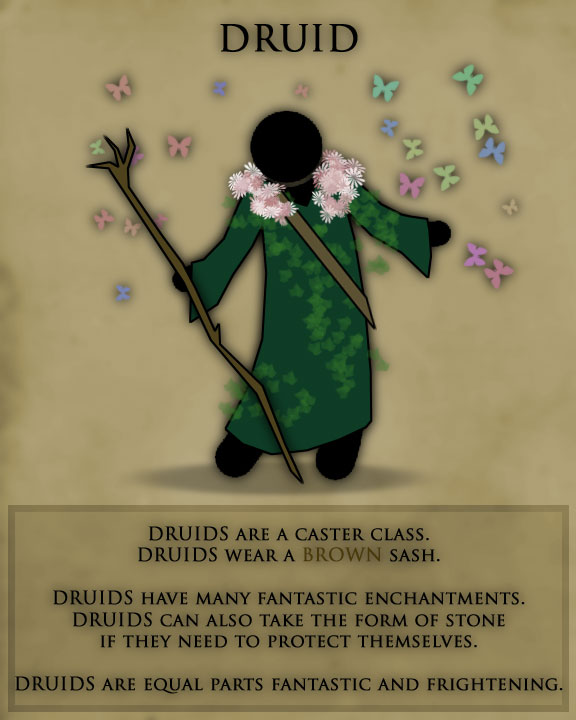 DRUID
DRUIDS ARE A CASTER CLASS.
DRUIDS WEAR A BROWN SASH.
DRUIDS HAVE MANY FANTASTIC ENCHANTMENTS.
DRUIDS CAN ALSO TAKE THE FORM OF STONE
IF THEY NEED TO PROTECT THEMSELVES.
DRUIDS ARE EQUAL PARTS FANTASTIC AND FRIGHTENING.